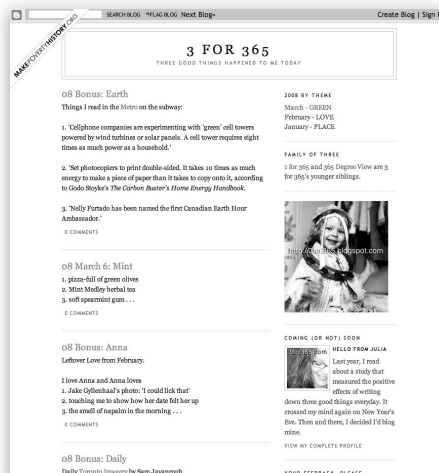 SEARCH BLOG FLAG BLOG Next Blog» Create Blog | Sign I
MAKEPOVERTYHISTORY.ORG
3 FOR 365
THREE GOOD THINGS HAPPENED TO ME TODAY
08 Bonus: Earth
Things I read in the Metro on the subway:
1. 'Cellphone companies are experimenting with 'green' cell towers
powered by wind turbines or solar panels. A cell tower requires eight
times as much power as a household.'
2. 'Set photocopiers to print double-sided. It takes 10 times as much
energy to make a piece of paper than it takes to copy onto it, according
to Godo Stoyke's The Carbon Buster's Home Energy Handbook.
3. 'Nelly Furtado has been named the first Canadian Earth Hour
Ambassador.'
0 COMMENTS
08 March 6: Mint
1. pizza-full of green olives
2. Mint Medley herbal tea
3. soft spearmint gum . . .
0 COMMENTS
08 Bonus: Anna
Leftover Love from February.
I love Anna and Anna loves
1. Jake Gyllenhaal's photo: 'I could lick that'
2. touching me to show how her date felt her up
3. the smell of napalm in the morning . . .
0 COMMENTS
08 Bonus: Daily
Daily Toronto Imagery by Sam Javanrouh
2008 BY THEME
March - GREEN
February - LOVE
January - PLACE
FAMILY OF THREE
1 for 365 and 365 Degree View are 3
for 365's younger siblings.
http://3for365.blogspot.com
COMING (OR NOT) SOON
3for365.com
HELLO FROM JULIA
Last year, I read
about a study that
measured the positive
effects of writing
down three good things everyday. It
crossed my mind again on New Year's
Eve. Then and there, I decided I'd blog
mine.
VIEW MY COMPLETE PROFILE
YOUR FEEDBACK, PLEASE